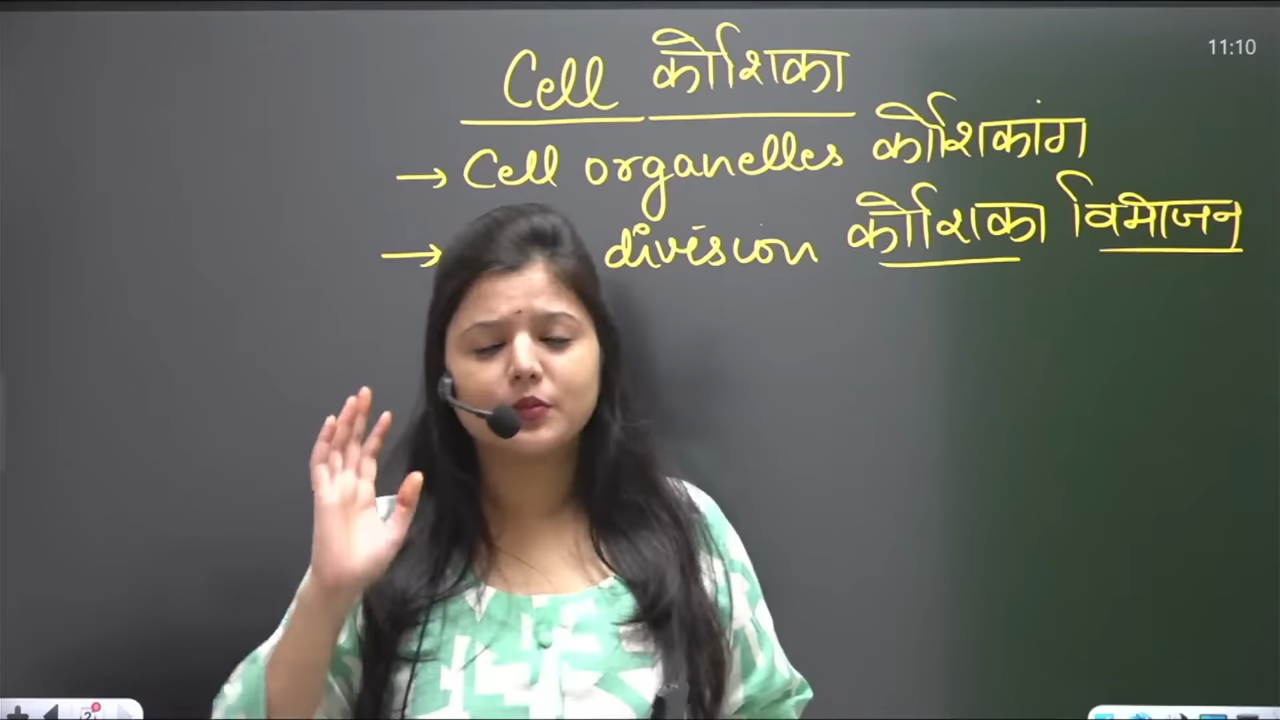 11:10
Cell कोशिका
→ Cell organelles कोशिकांग
→ division कोशिका विभाजन